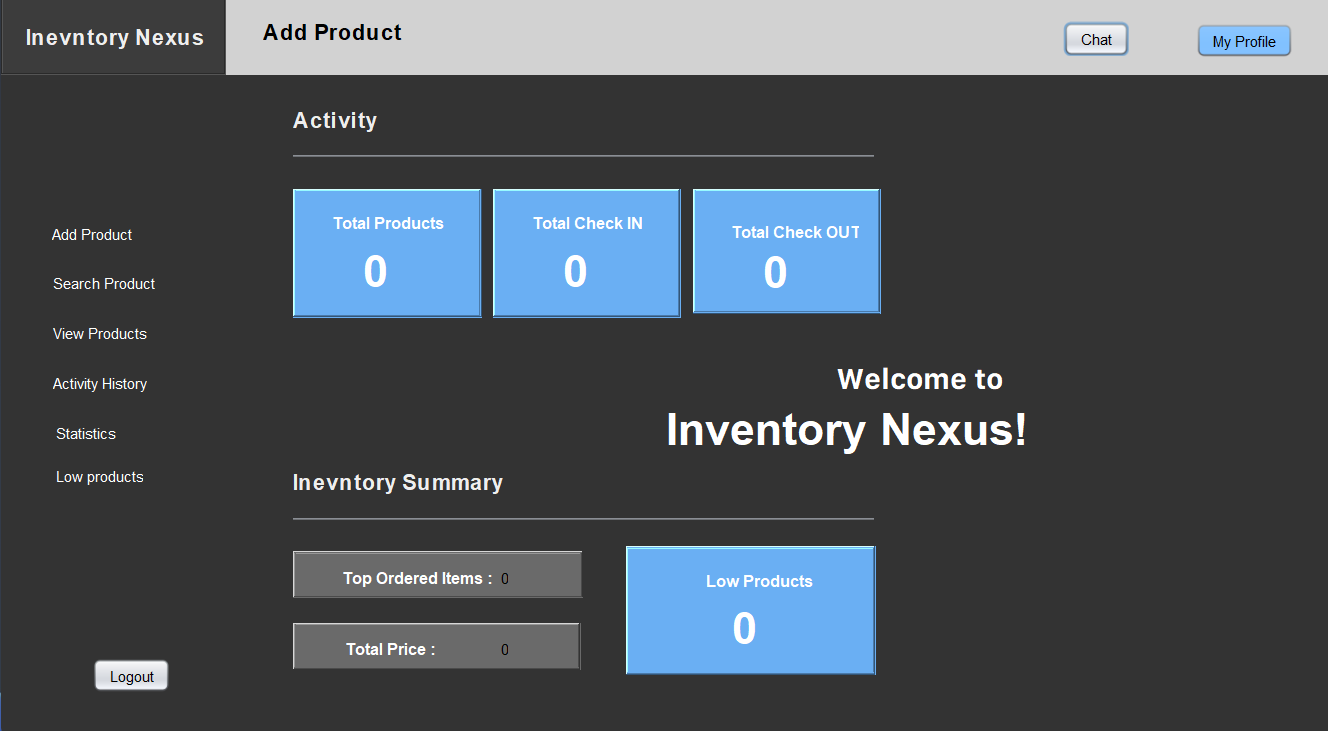 Inevntory Nexus
Add Product
Chat
My Profile
Activity
Total Products
0
Total Check IN
0
Total Check OUT
0
Add Product
Search Product
View Products
Activity History
Statistics
Low products
Welcome to
Inventory Nexus!
Inevntory Summary
Top Ordered Items : 0
Total Price : 0
Low Products
0
Logout